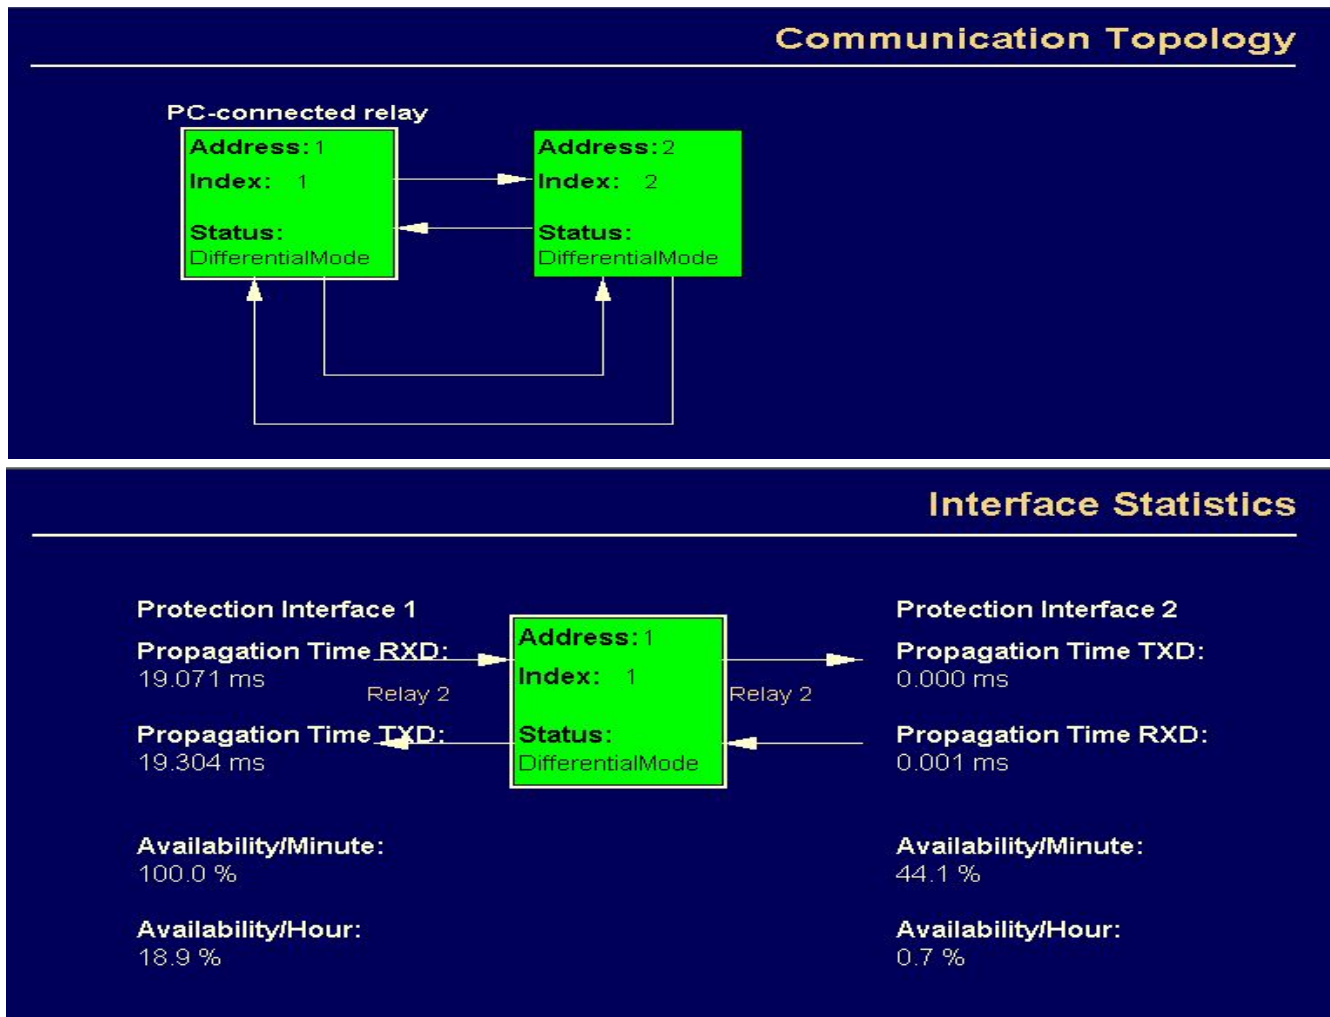 Communication Topology
PC-connected relay
Address: 1
Index: 1
Status:
DifferentialMode
Address: 2
Index: 2
Status:
DifferentialMode
Interface Statistics
Protection Interface 1
Propagation Time RXD:
19.071 ms
Relay 2
Propagation Time TXD:
19.304 ms
Availability/Minute:
100.0 %
Availability/Hour:
18.9 %
Address: 1
Index: 1
Status:
DifferentialMode
Relay 2
Protection Interface 2
Propagation Time TXD:
0.000 ms
Propagation Time RXD:
0.001 ms
Availability/Minute:
44.1 %
Availability/Hour:
0.7 %